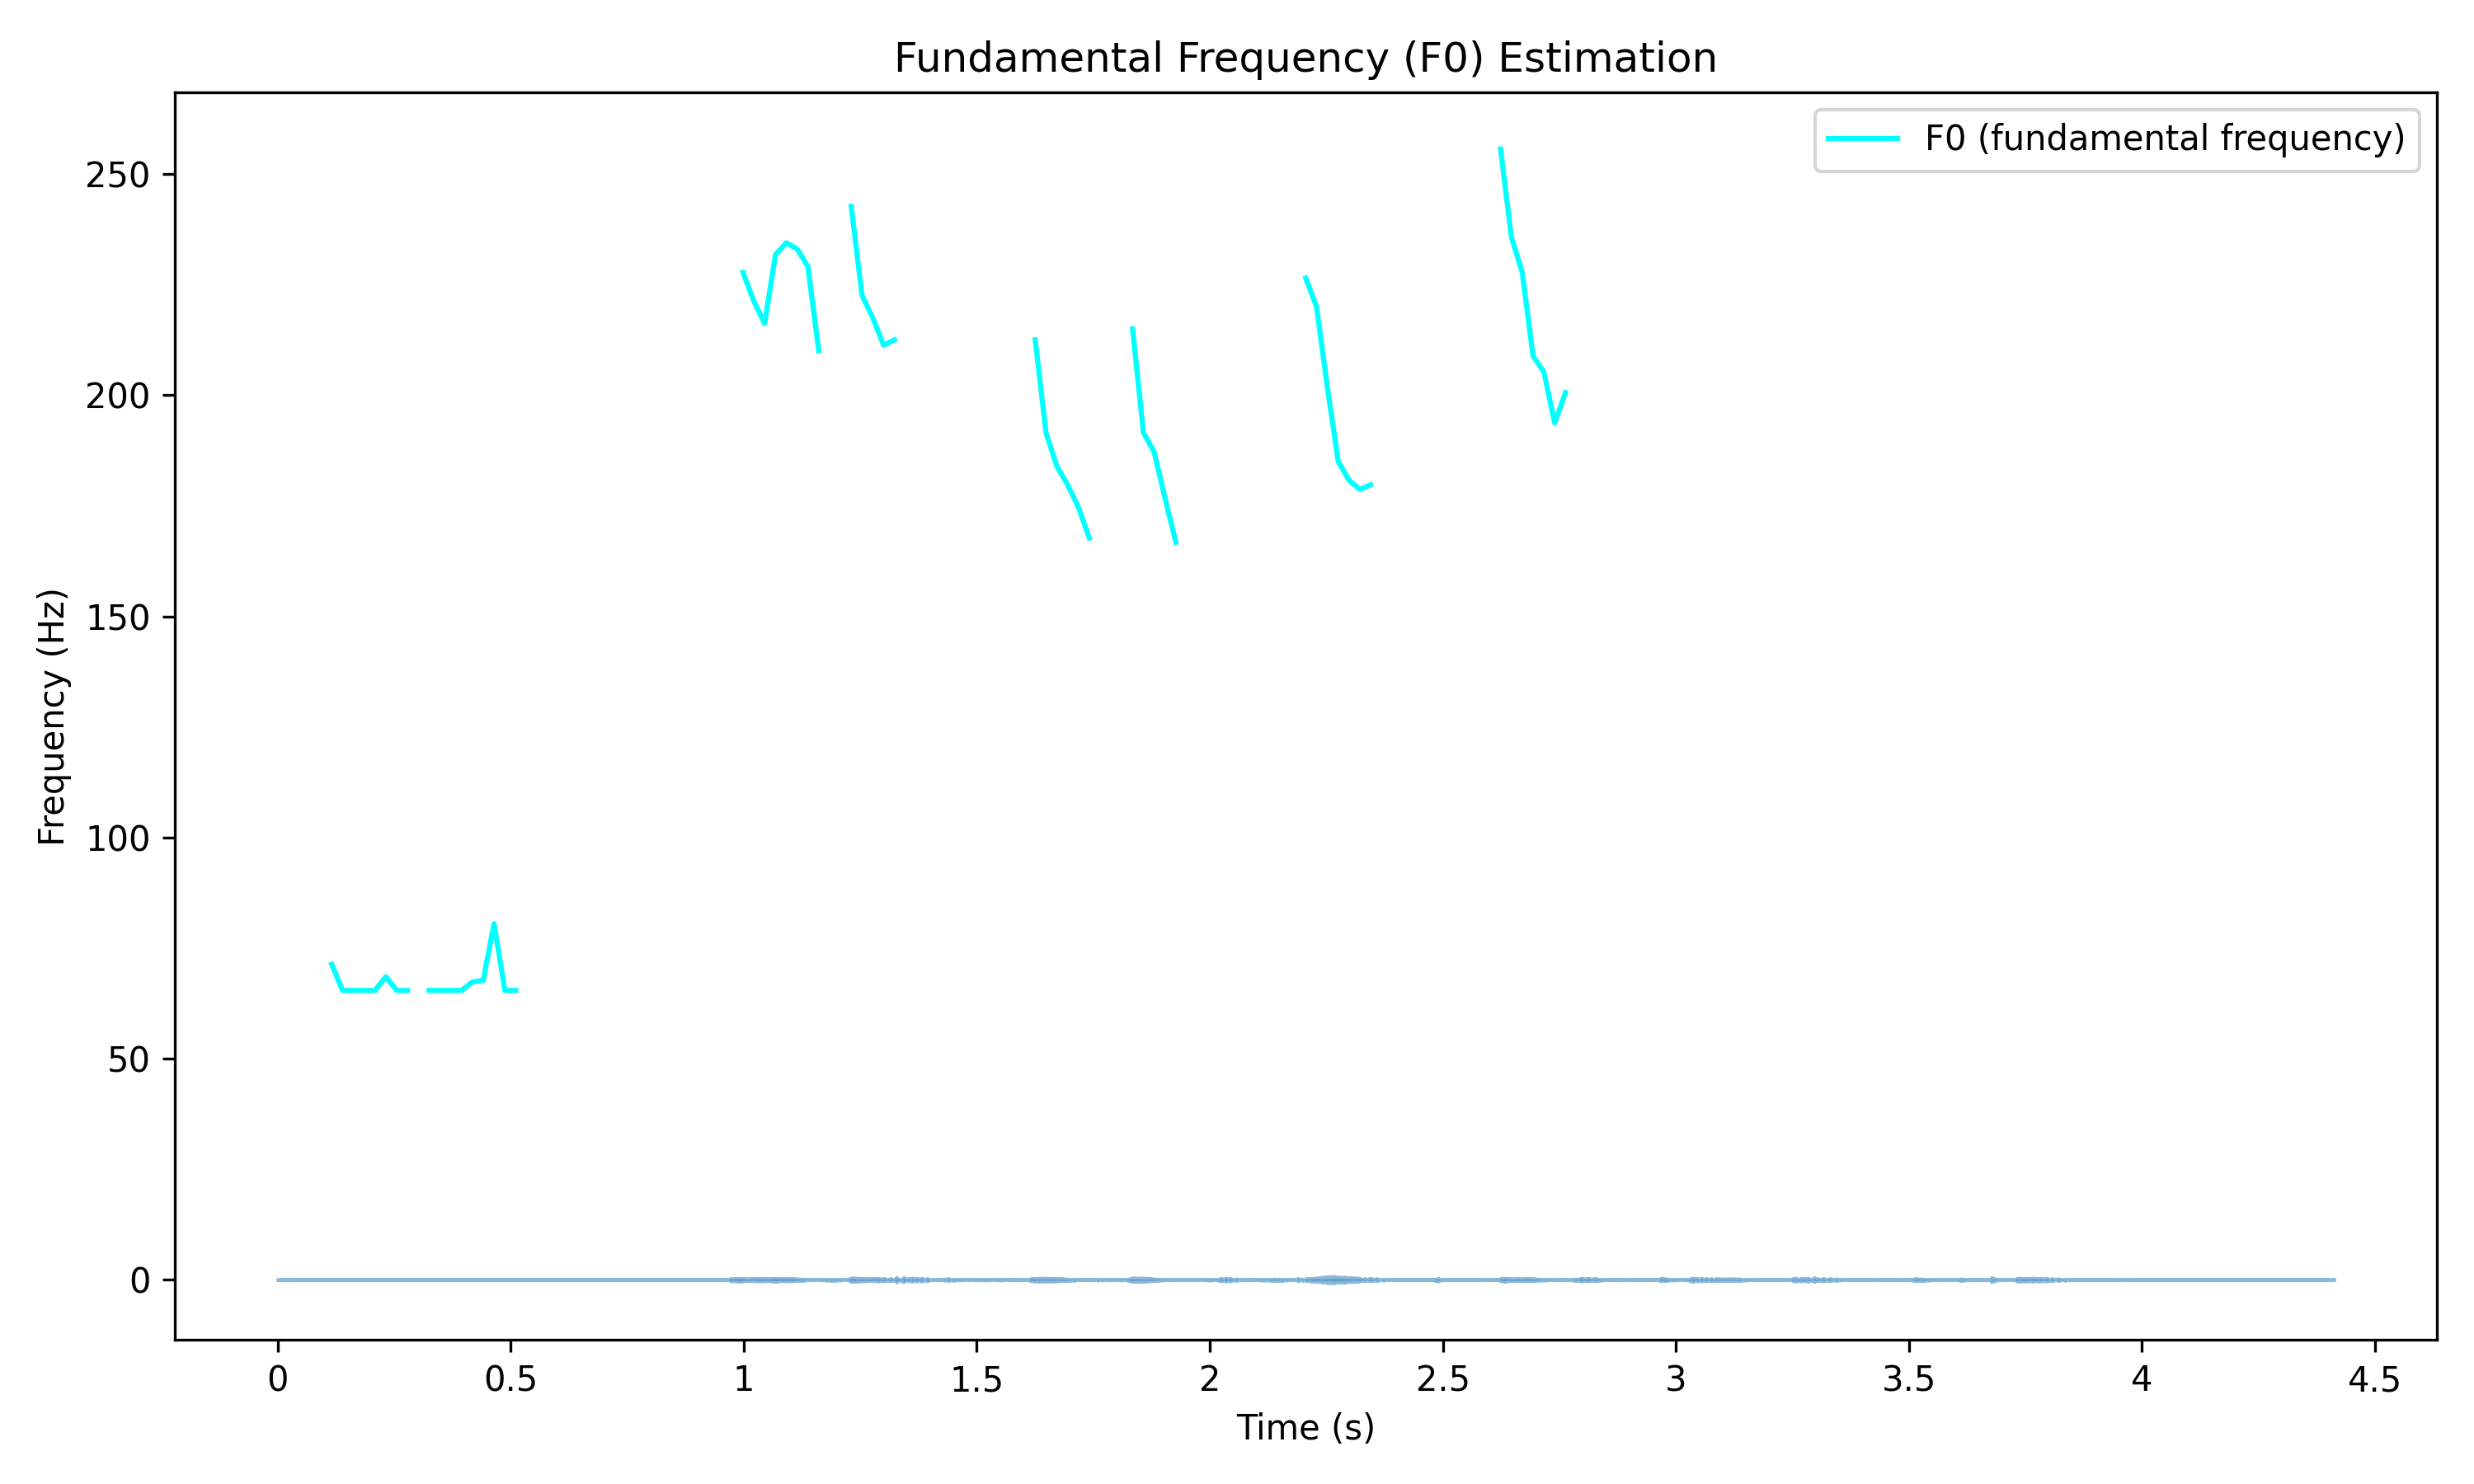 Fundamental Frequency (F0) Estimation
F0 (fundamental frequency)
250
200
150
100
50
0
Frequency (Hz)
0 0.5 1 1.5 2 2.5 3 3.5 4 4.5
Time (s)